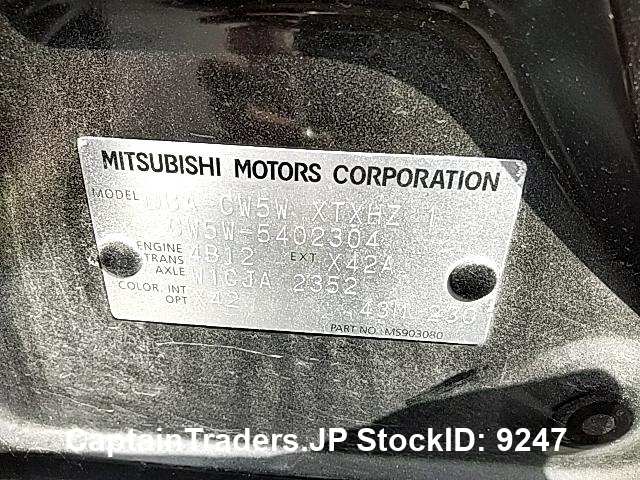 MITSUBISHI MOTORS CORPORATION
MODEL DBA-CW5W XTXHZ 1
CW5W-5402304
ENGINE 4B12 EXT X42A
TRANS AXLE W1CJA 2352
COLOR. INT OPT X42 43M 23G
PART NO: MS903080
CaptainTraders.JP StockID: 9247